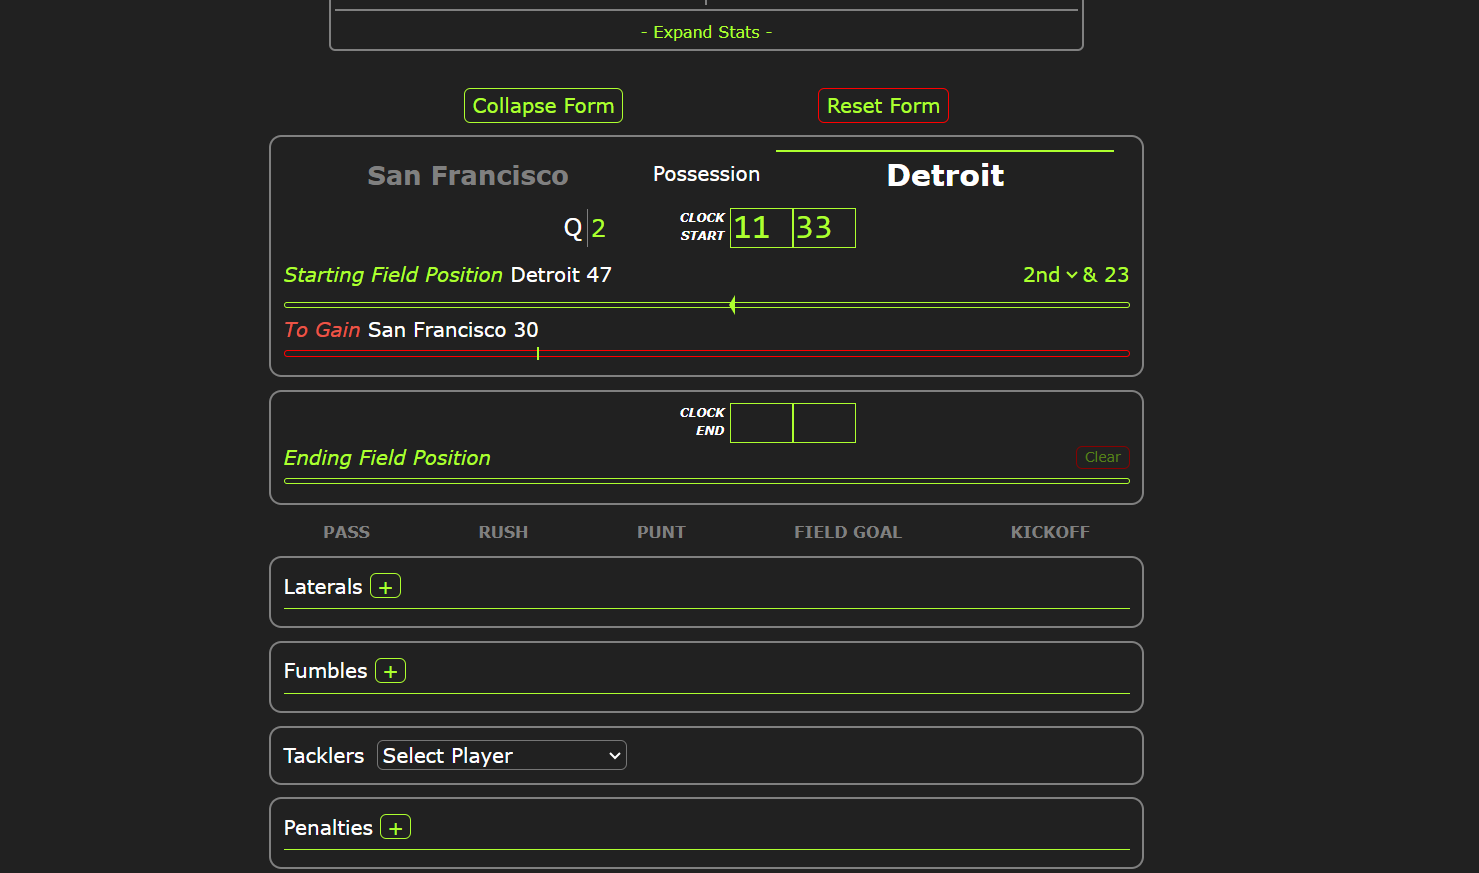 - Expand Stats -
Collapse Form
Reset Form
San Francisco
Possession
Detroit
Q 2
CLOCK START 11 33
Starting Field Position Detroit 47
2nd & 23
To Gain San Francisco 30
CLOCK END
Ending Field Position
Clear
PASS
RUSH
PUNT
FIELD GOAL
KICKOFF
Laterals +
Fumbles +
Tacklers Select Player
Penalties +